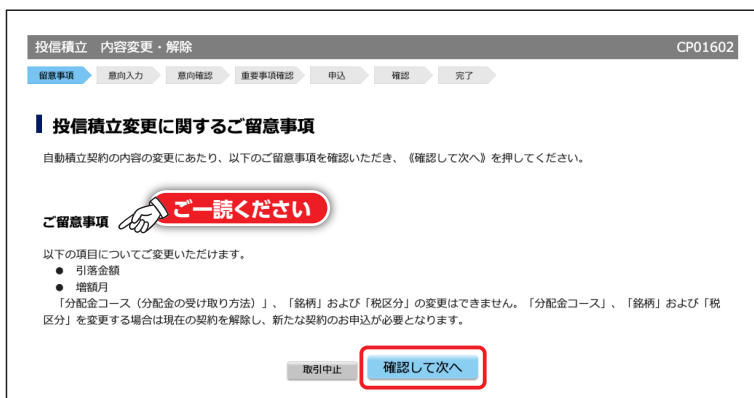 投信積立 内容変更・解除 CP01602
留意事項 意向入力 意向確認 重要事項確認 申込 確認 完了
投信積立変更に関するご留意事項
自動積立契約の内容の変更にあたり、以下のご留意事項を確認いただき、《確認して次へ》を押してください。
ご留意事項 ご一読ください
以下の項目についてご変更いただけます。
● 引落金額
● 増額月
「分配金コース（分配金の受け取り方法）」、「銘柄」および「税区分」の変更はできません。「分配金コース」、「銘柄」および「税
区分」を変更する場合は現在の契約を解除し、新たな契約のお申込が必要となります。
取引中止 確認して次へ